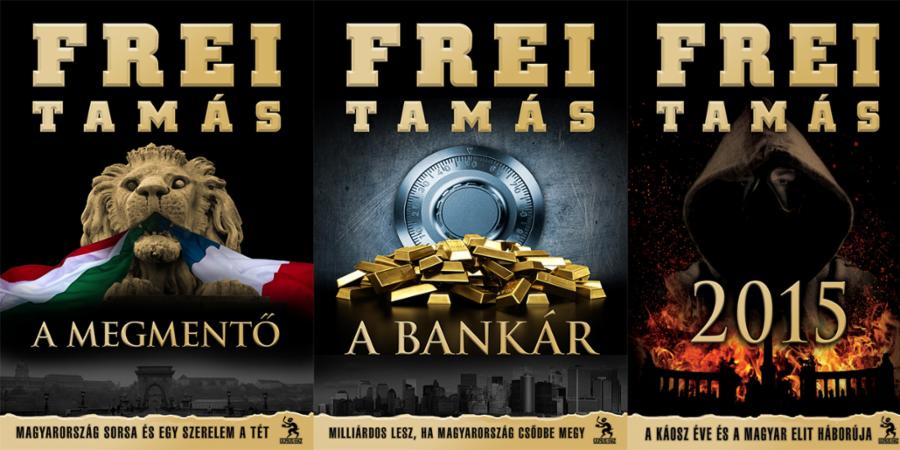 FREI
TAMÁS
A MEGMENTŐ
MAGYARORSZÁG SORSA ÉS EGY SZERELEM A TÉT
FREI
TAMÁS
A BANKÁR
MILLIÁRDOS LESZ, HA MAGYARORSZÁG CSŐDBE MEGY
FREI
TAMÁS
2015
A KÁOSZ ÉVE ÉS A MAGYAR ELIT HÁBORÚJA